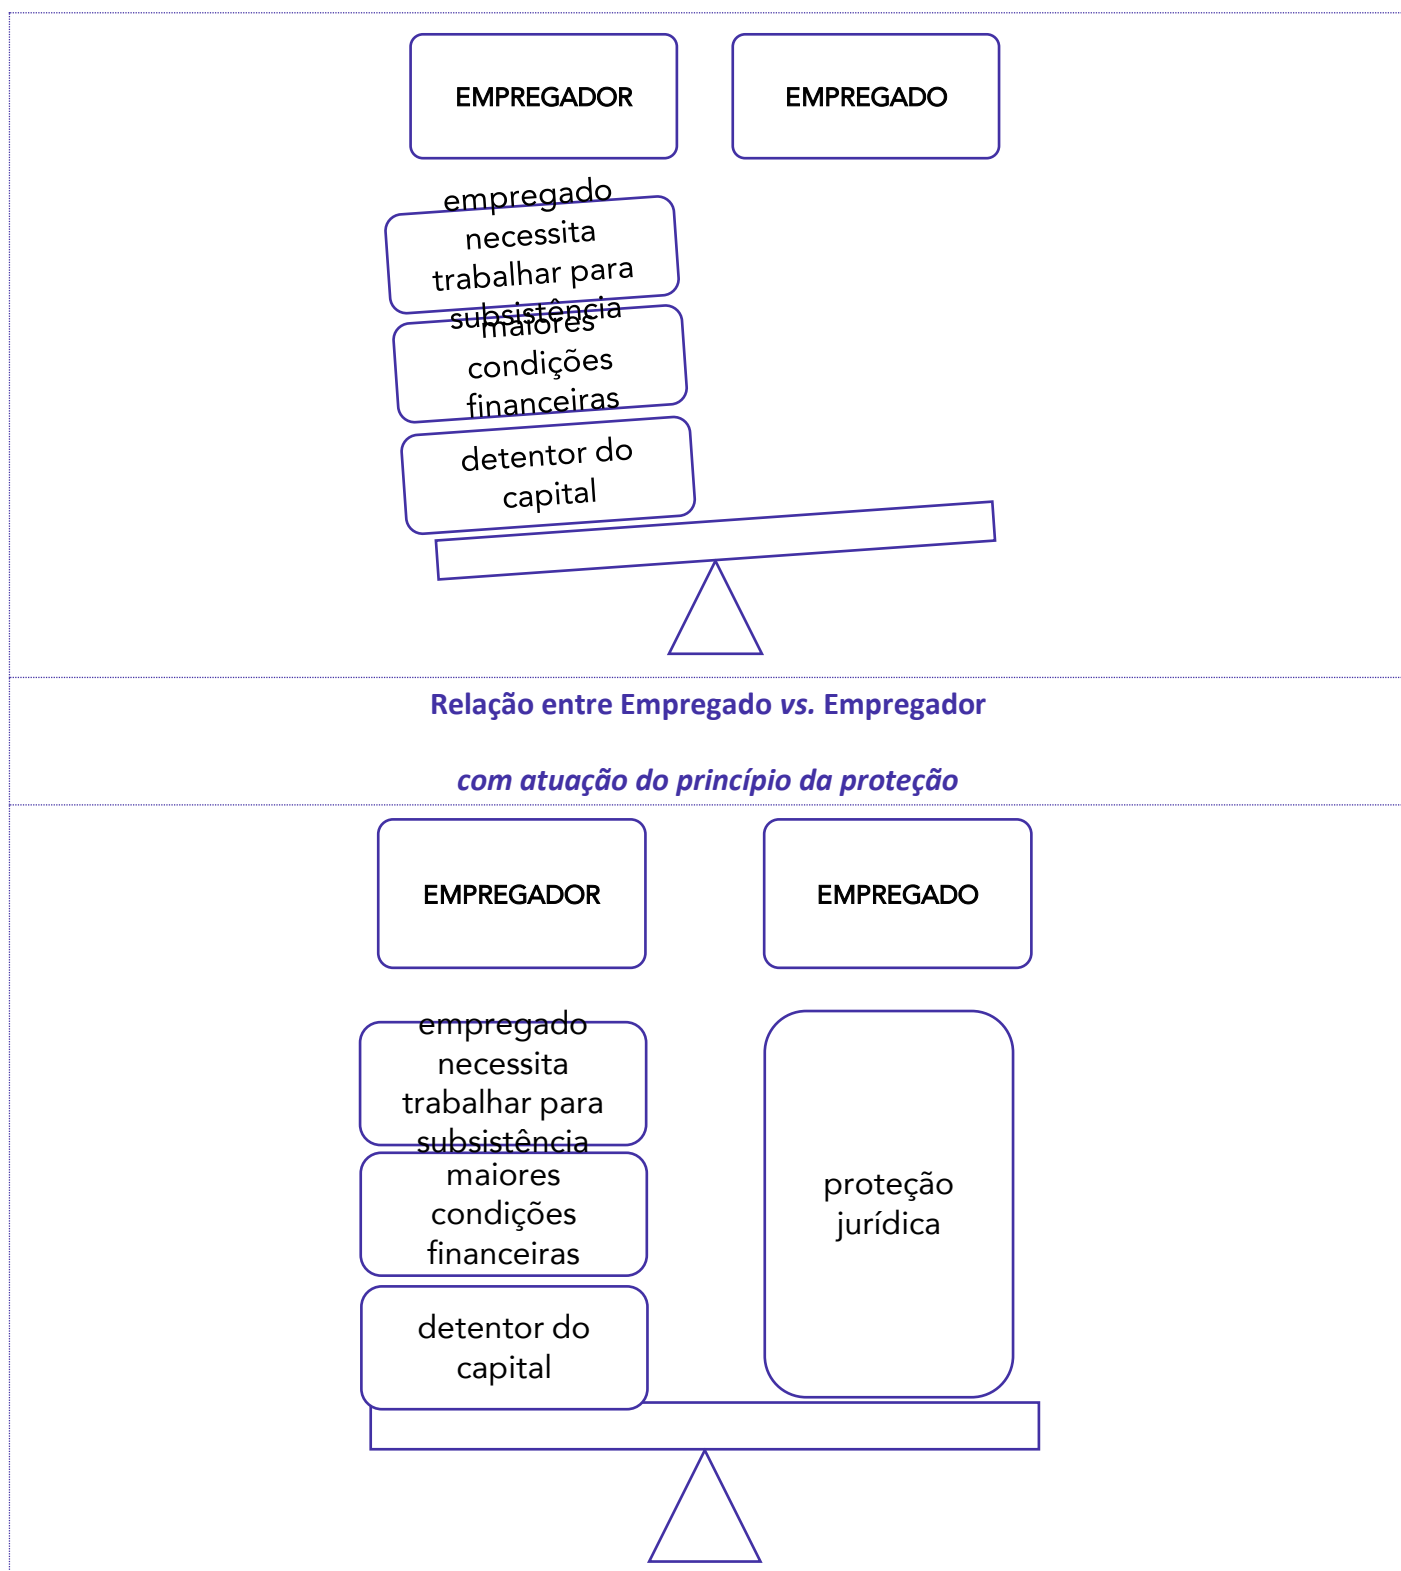 EMPREGADOR
EMPREGADO
empregado
necessita
trabalhar para
subsistência
maiores
condições
financeiras
detentor do
capital
Relação entre Empregado vs. Empregador
com atuação do princípio da proteção
EMPREGADOR
EMPREGADO
empregado
necessita
trabalhar para
subsistência
maiores
condições
financeiras
detentor do
capital
proteção
jurídica